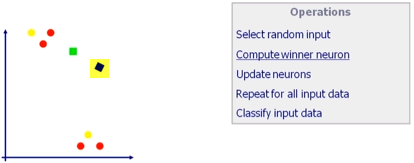 Operations
Select random input
Compute winner neuron
Update neurons
Repeat for all input data
Classify input data